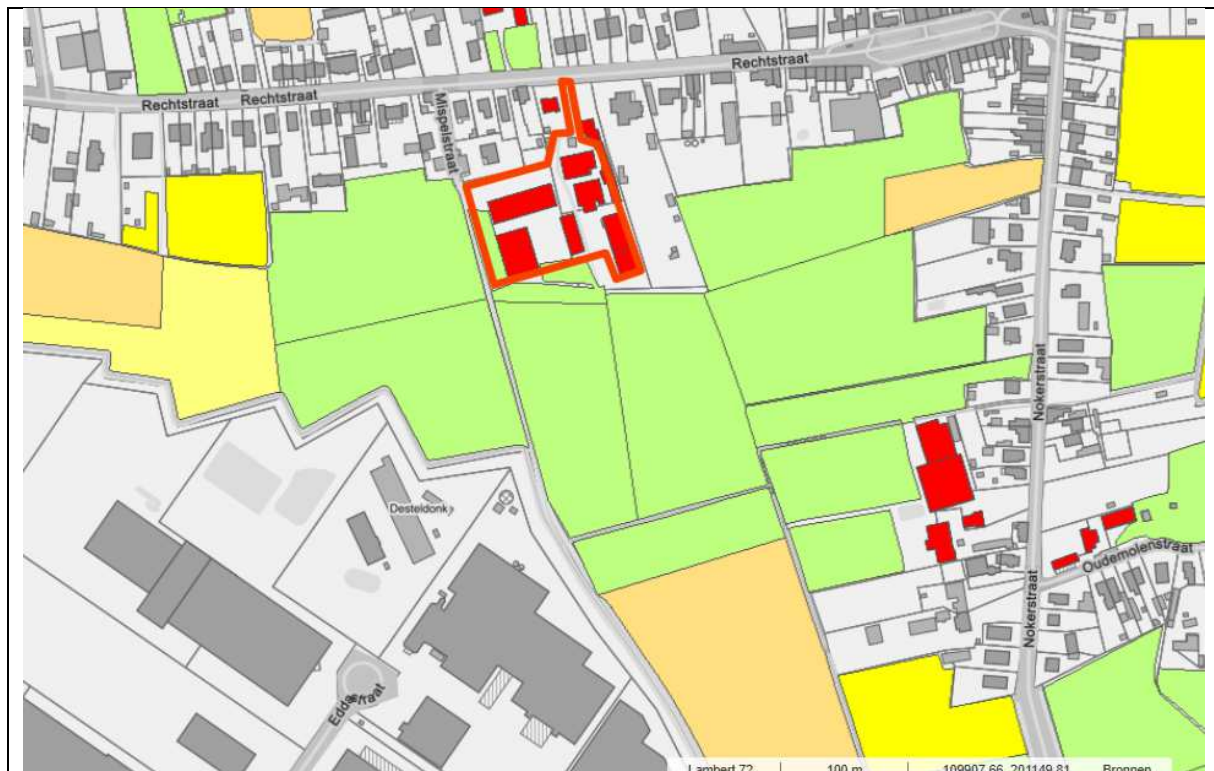 Rechtstraat
Rechtstraat
Rechtstraat
Mispelstraat
Nokerstraat
Desteldonk
Oudemolenstraat
Nokerstraat
Lambert 72 100 m 109907.66 201149.81 Bronnen